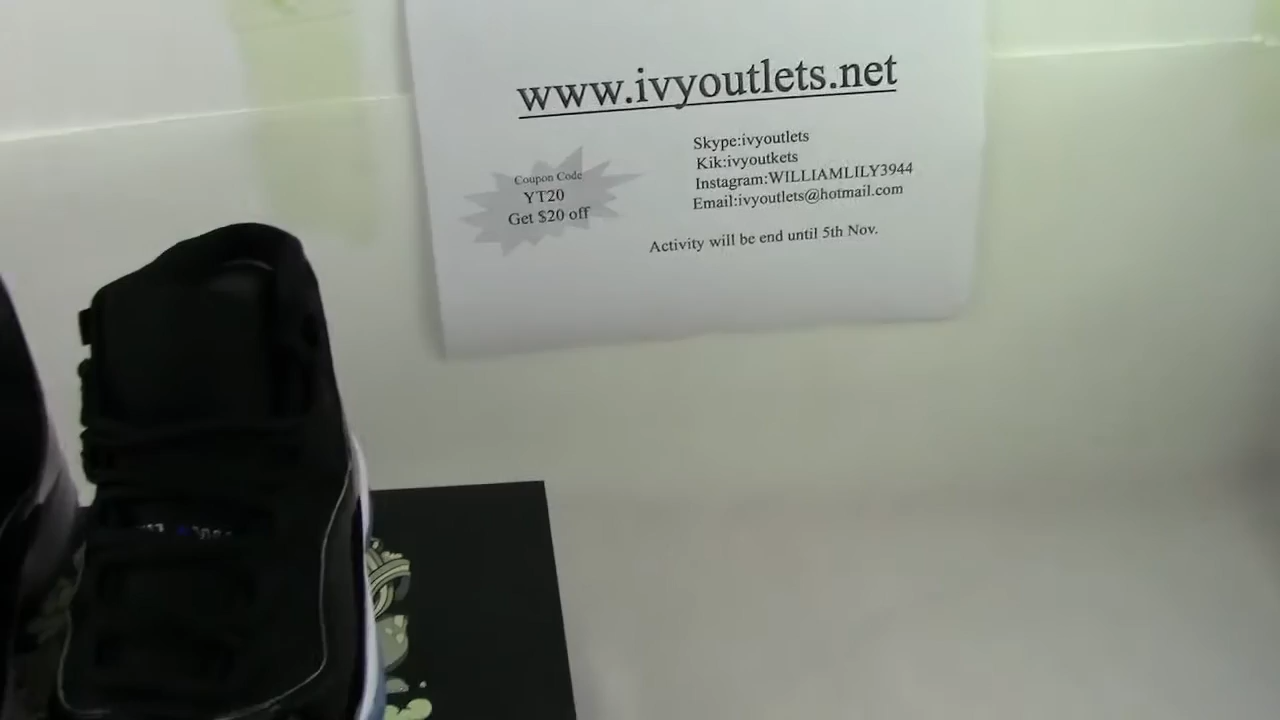 www.ivyoutlets.net
Skype:ivyoutlets
Kik:ivyoutkets
Instagram:WILLIAMLILY3944
Email:ivyoutlets@hotmail.com
Coupon Code
YT20
Get $20 off
Activity will be end until 5th Nov.